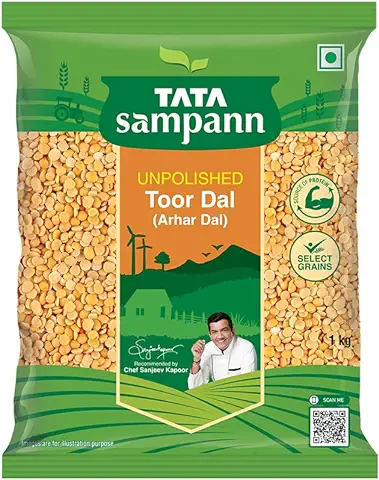 TATA
sampann
UNPOLISHED
Toor Dal
(Arhar Dal)
SOURCE OF PROTEIN
SELECT
GRAINS
1 kg
Recommended by
Chef Sanjeev Kapoor
SCAN ME
Images are for illustration purpose